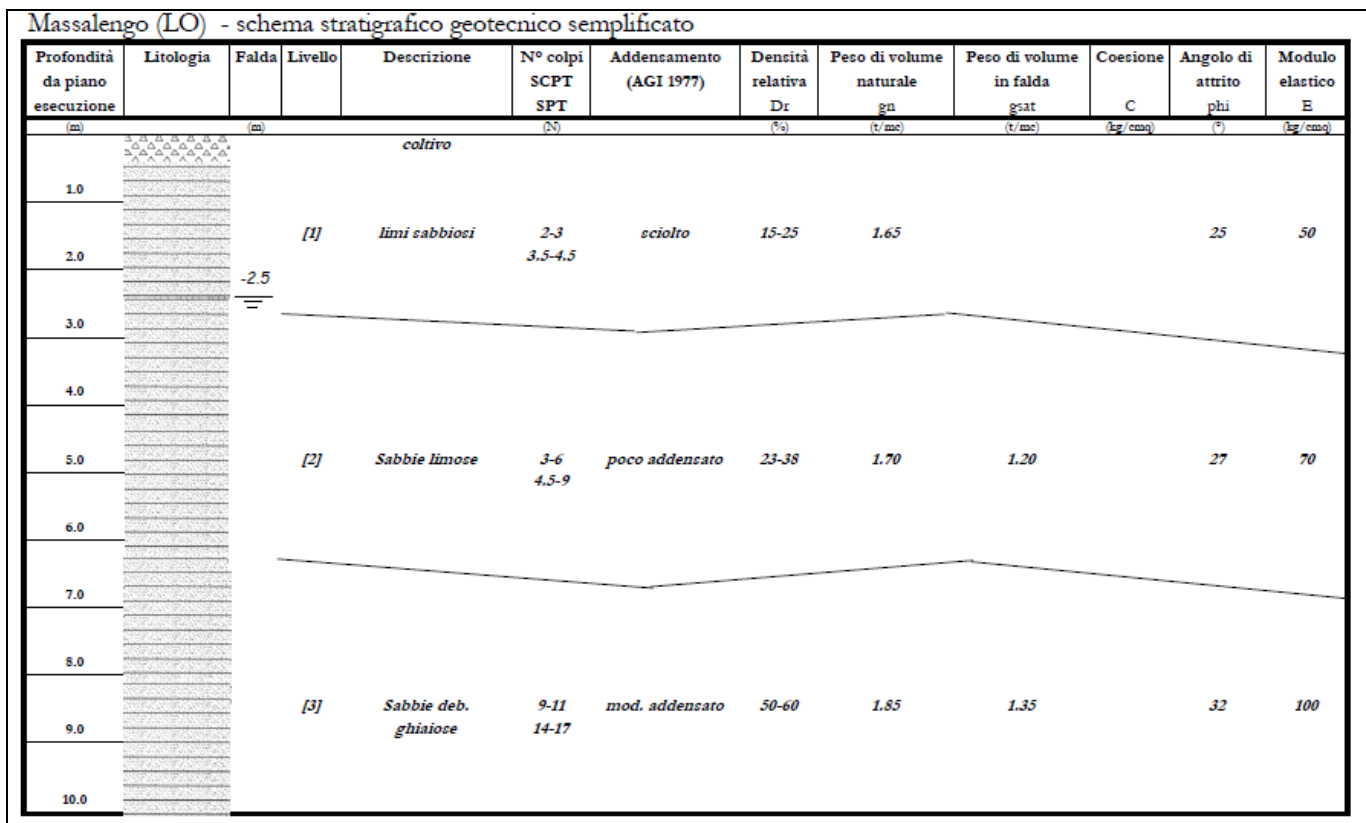 Massalengo (LO) - schema stratigrafico geotecnico semplificato
Profondità Litologia Falda Livello Descrizione N° colpi Addensamento Densità Peso di volume Peso di volume Coesione Angolo di Modulo
da piano SCPT (AGI 1977) relativa naturale in falda attrito elastico
esecuzione SPT Dr gn gsat C phi E
(m) (m) (N) (%) (t/mc) (t/mc) (kg/cmq) (°) (kg/cmq)
coltivo
1.0
[1] limi sabbiosi 2-3 sciolto 15-25 1.65 25 50
2.0 3.5-4.5
-2.5
3.0
4.0
5.0 [2] Sabbie limose 3-6 poco addensato 23-38 1.70 1.20 27 70
4.5-9
6.0
7.0
8.0
[3] Sabbie deb. 9-11 mod. addensato 50-60 1.85 1.35 32 100
9.0 ghiaiose 14-17
10.0